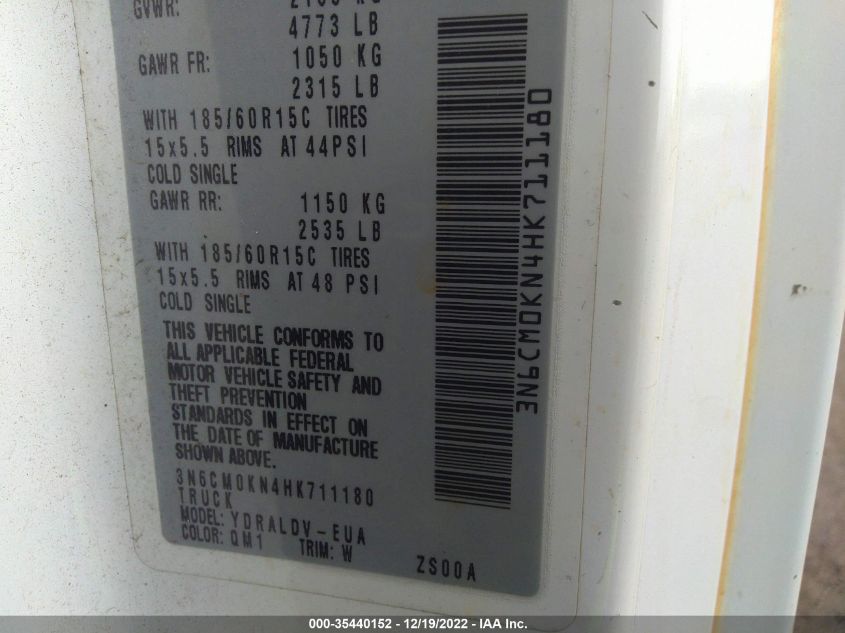 GVWR:
4773 LB
GAWR FR: 1050 KG
2315 LB
WITH 185/60R15C TIRES
15x5.5 RIMS AT 44PSI
COLD SINGLE
GAWR RR: 1150 KG
2535 LB
WITH 185/60R15C TIRES
15x5.5 RIMS AT 48 PSI
COLD SINGLE
THIS VEHICLE CONFORMS TO
ALL APPLICABLE FEDERAL
MOTOR VEHICLE SAFETY AND
THEFT PREVENTION
STANDARDS IN EFFECT ON
THE DATE OF MANUFACTURE
SHOWN ABOVE.
3N6CM0KN4HK711180
TRUCK
MODEL: YDRALDV-EUA
COLOR: QM1 TRIM: W
ZS00A
3N6CM0KN4HK711180
000-35440152 - 12/19/2022 - IAA Inc.